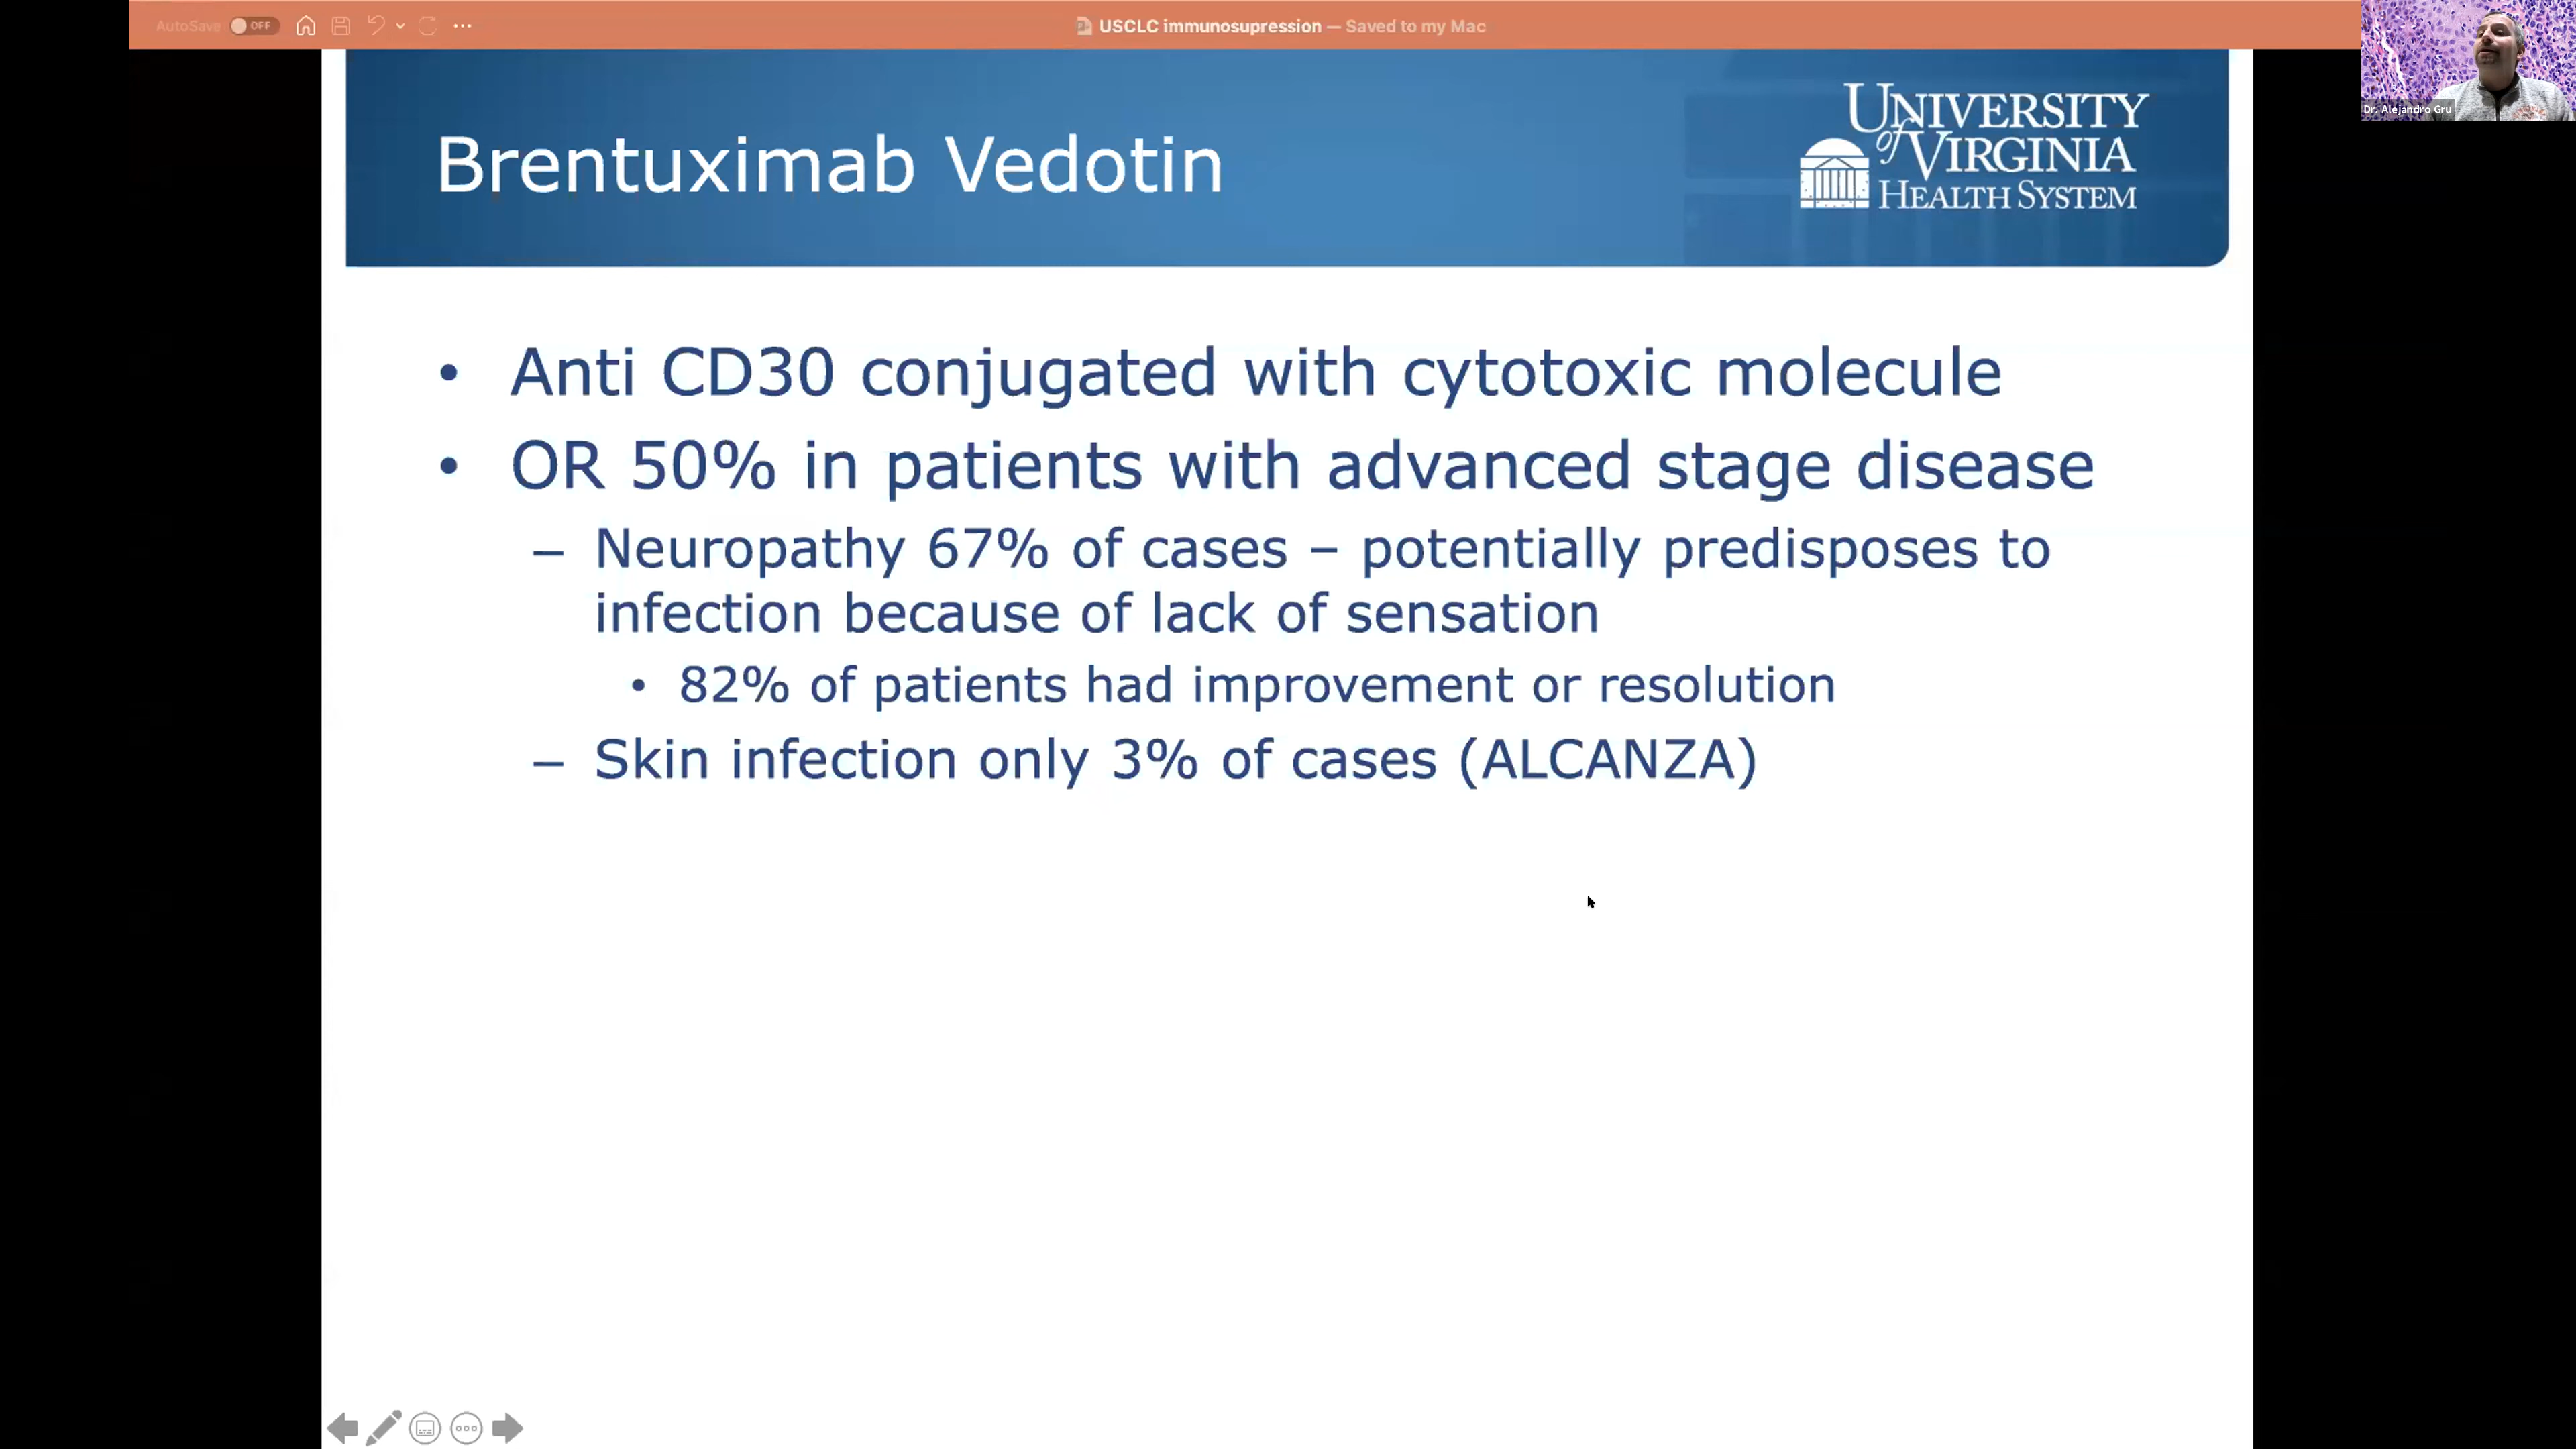 AutoSave OFF
USCLC immunosupression — Saved to my Mac
Dr. Alejandro Gru
UNIVERSITY
of VIRGINIA
HEALTH SYSTEM
Brentuximab Vedotin
• Anti CD30 conjugated with cytotoxic molecule
• OR 50% in patients with advanced stage disease
– Neuropathy 67% of cases – potentially predisposes to
infection because of lack of sensation
• 82% of patients had improvement or resolution
– Skin infection only 3% of cases (ALCANZA)